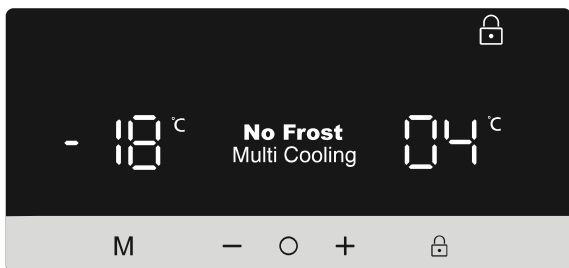 - 18 °C
No Frost
Multi Cooling
04 °C
M − ○ +